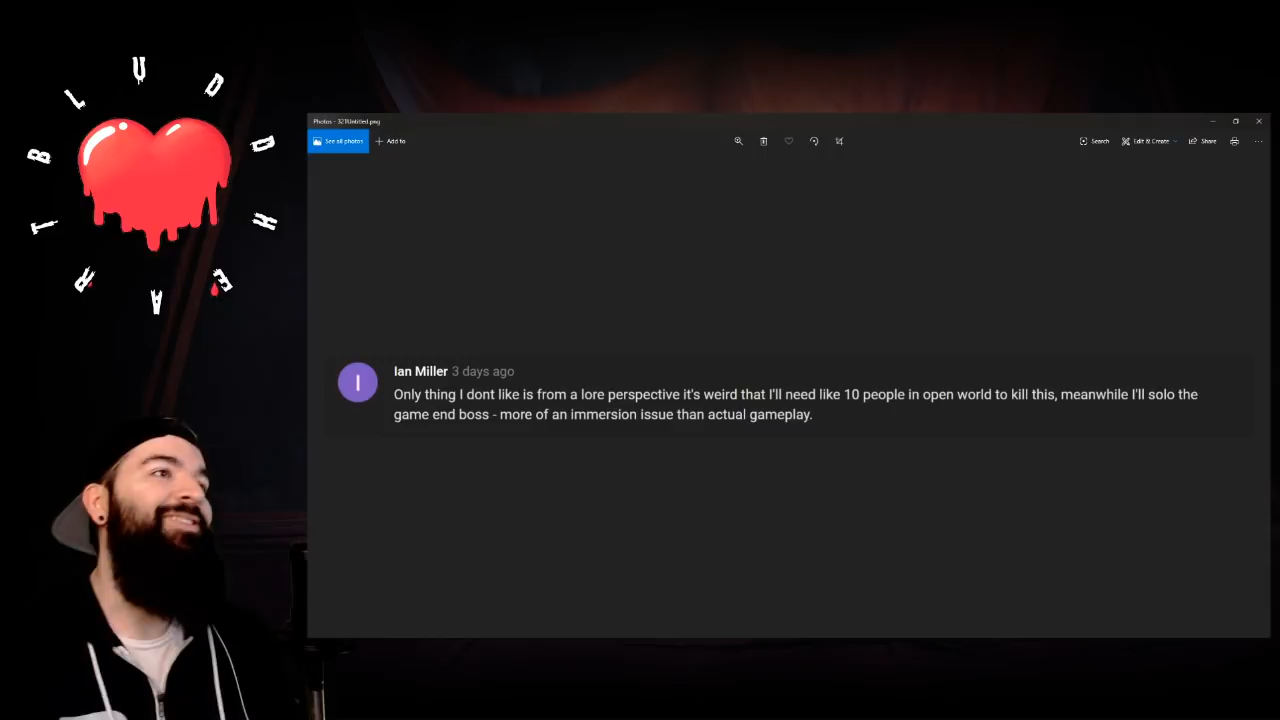 BLUDDHEART
Photos - 321Untitled.png
See all photos
Add to
Search
Edit & Create
Share
I
Ian Miller 3 days ago
Only thing I dont like is from a lore perspective it's weird that I'll need like 10 people in open world to kill this, meanwhile I'll solo the
game end boss - more of an immersion issue than actual gameplay.